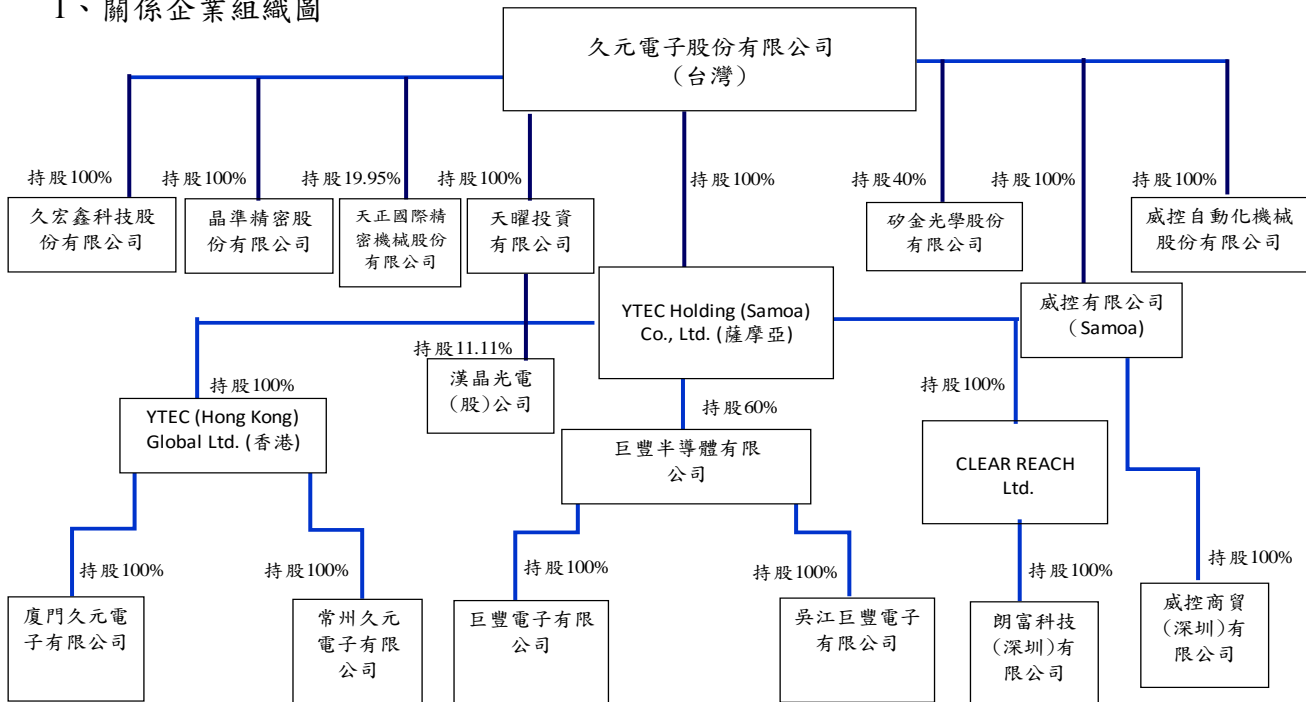 1、關係企業組織圖
久元電子股份有限公司
(台灣)
持股100%
持股100%
持股19.95%
持股100%
持股100%
持股40%
持股100%
持股100%
久宏鑫科技股
份有限公司
晶準精密股
份有限公司
天正國際精
密機械股份
有限公司
天曜投資
有限公司
矽金光學股份
有限公司
威控自動化機械
股份有限公司
YTEC Holding (Samoa)
Co., Ltd. (薩摩亞)
威控有限公司
(Samoa)
持股11.11%
漢晶光電
(股)公司
持股100%
持股60%
持股100%
YTEC (Hong Kong)
Global Ltd. (香港)
巨豐半導體有限
公司
CLEAR REACH
Ltd.
持股100%
持股100%
持股100%
持股100%
持股100%
持股100%
廈門久元電
子有限公司
常州久元
電子有限
公司
巨豐電子有限
公司
吳江巨豐電子
有限公司
朗富科技
(深圳)有
限公司
威控商貿
(深圳)有
限公司